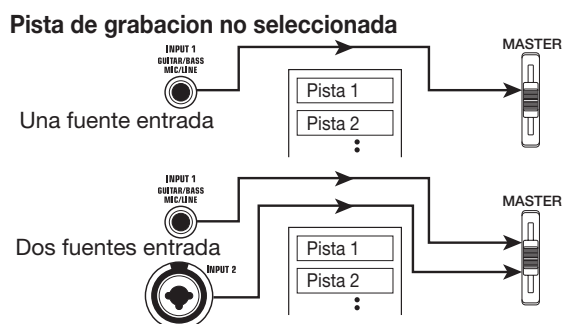 Pista de grabacion no seleccionada
INPUT 1
GUITAR/BASS
MIC/LINE
MASTER
Una fuente entrada
Pista 1
Pista 2
INPUT 1
GUITAR/BASS
MIC/LINE
MASTER
Dos fuentes entrada
INPUT 2
Pista 1
Pista 2